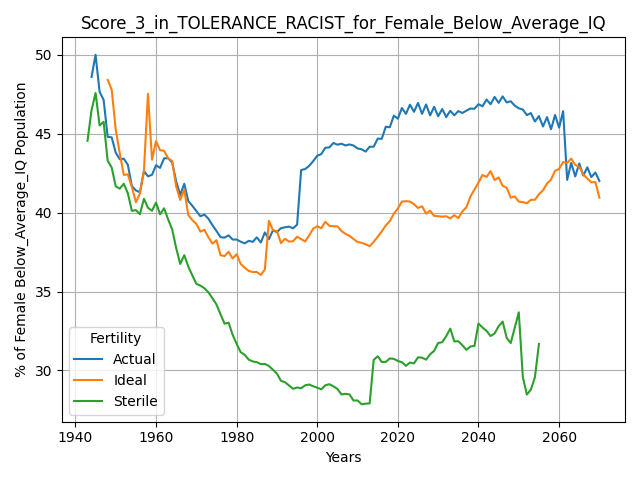 Score_3_in_TOLERANCE_RACIST_for_Female_Below_Average_IQ
% of Female Below_Average_IQ Population
50
45
40
35
30
Fertility
Actual
Ideal
Sterile
1940 1960 1980 2000 2020 2040 2060
Years